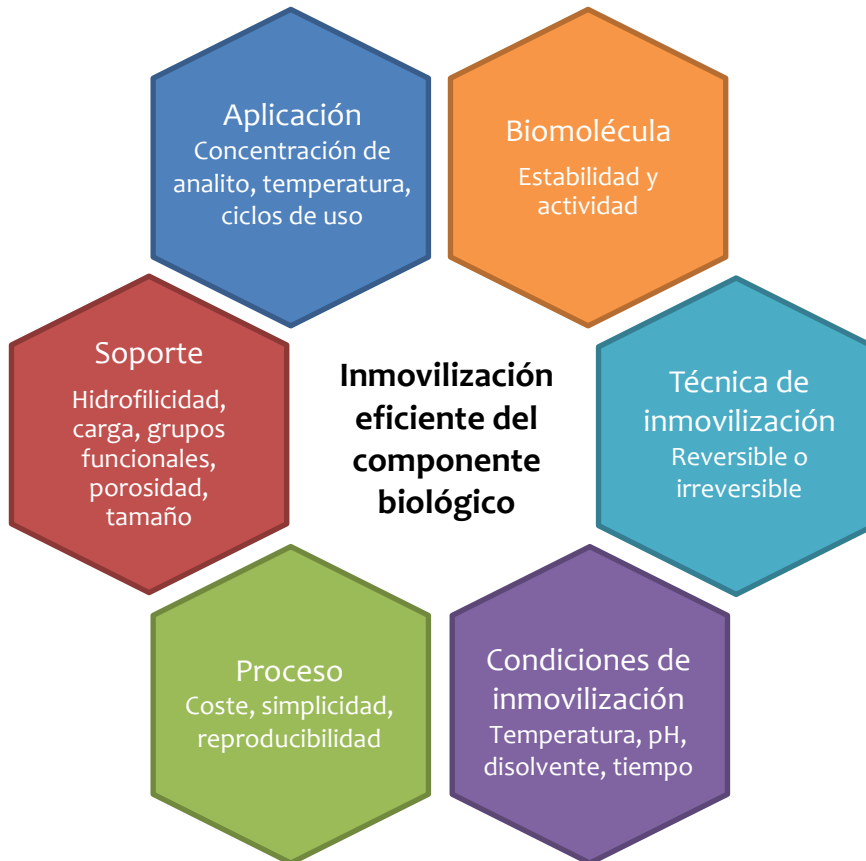 Aplicación
Concentración de
analito, temperatura,
ciclos de uso
Biomolécula
Estabilidad y
actividad
Soporte
Hidrofilicidad,
carga, grupos
funcionales,
porosidad,
tamaño
Inmovilización
eficiente del
componente
biológico
Técnica de
inmovilización
Reversible o
irreversible
Proceso
Coste, simplicidad,
reproducibilidad
Condiciones de
inmovilización
Temperatura, pH,
disolvente, tiempo